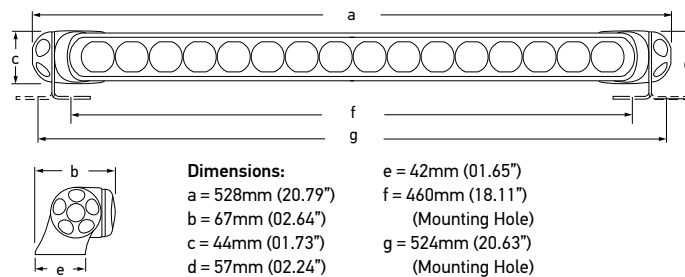 a
c
f
g
b
e
Dimensions:
a = 528mm (20.79”)
b = 67mm (02.64”)
c = 44mm (01.73”)
d = 57mm (02.24”)
e = 42mm (01.65”)
f = 460mm (18.11”)
(Mounting Hole)
g = 524mm (20.63”)
(Mounting Hole)